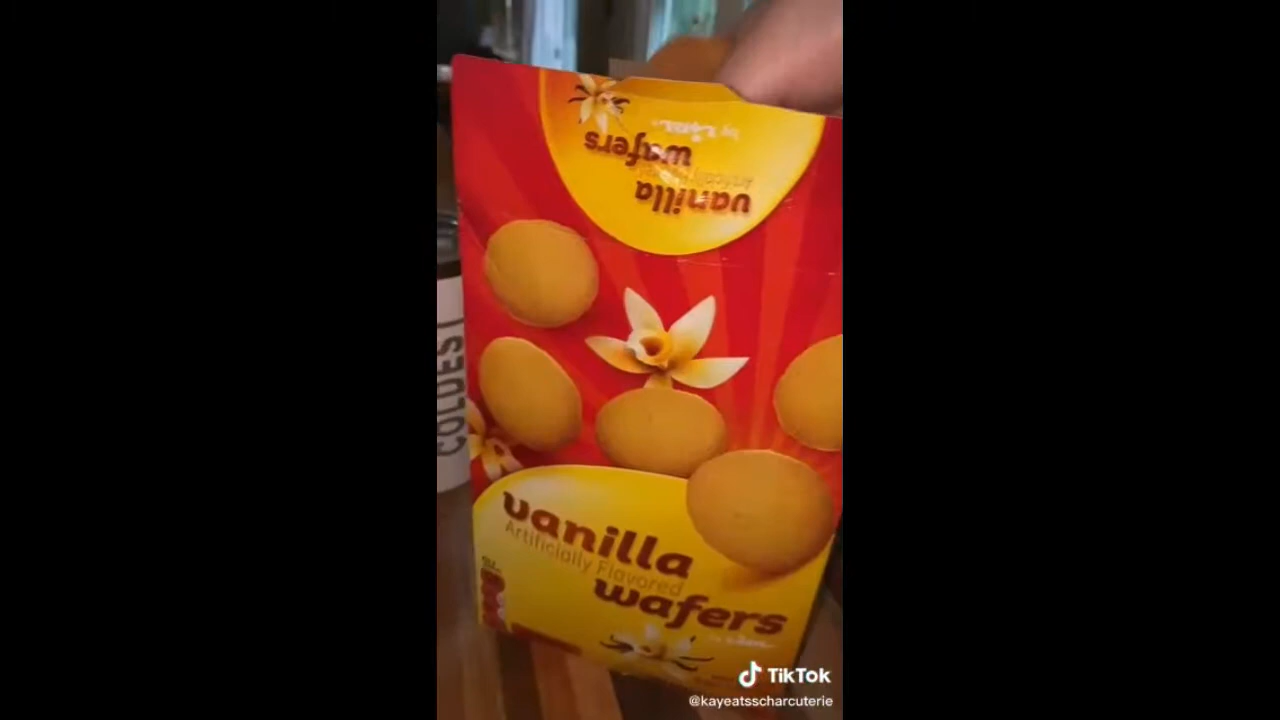 wafers
vanilla
COLDEST
vanilla
Artificially Flavored
wafers
TikTok
@kayeatsscharcuterie